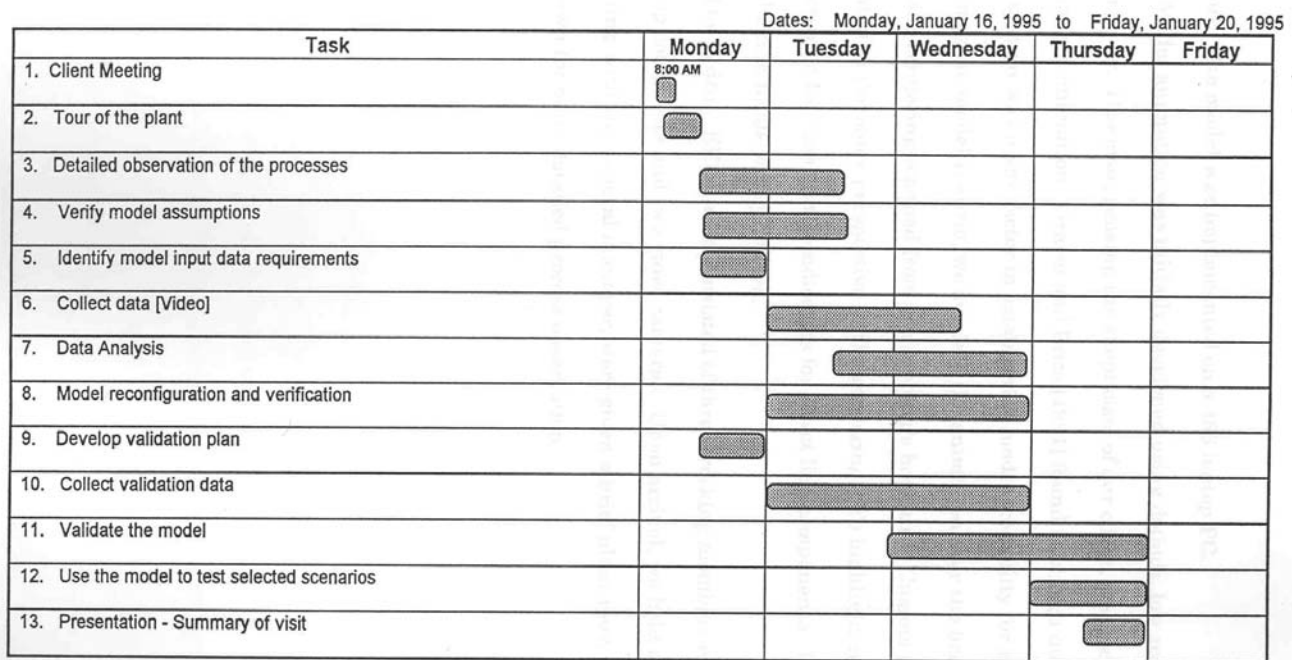 Dates: Monday, January 16, 1995 to Friday, January 20, 1995
Task Monday Tuesday Wednesday Thursday Friday
1. Client Meeting 8:00 AM
2. Tour of the plant
3. Detailed observation of the processes
4. Verify model assumptions
5. Identify model input data requirements
6. Collect data [Video]
7. Data Analysis
8. Model reconfiguration and verification
9. Develop validation plan
10. Collect validation data
11. Validate the model
12. Use the model to test selected scenarios
13. Presentation - Summary of visit